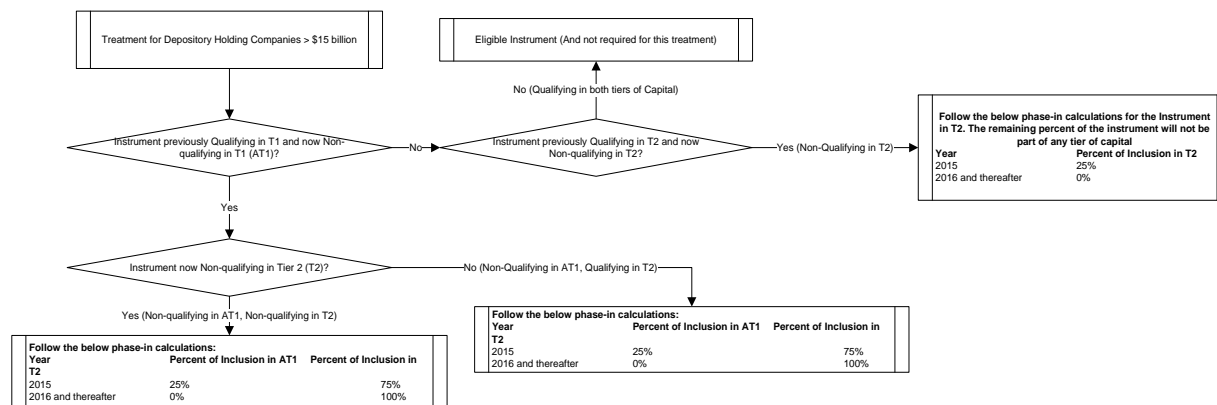 Treatment for Depository Holding Companies > $15 billion
Eligible Instrument (And not required for this treatment)
No (Qualifying in both tiers of Capital)
Instrument previously Qualifying in T1 and now Non-
qualifying in T1 (AT1)?
No
Instrument previously Qualifying in T2 and now
Non-qualifying in T2?
Yes (Non-Qualifying in T2)
Follow the below phase-in calculations for the Instrument
in T2. The remaining percent of the instrument will not be
part of any tier of capital
Year Percent of Inclusion in T2
2015 25%
2016 and thereafter 0%
Yes
Instrument now Non-qualifying in Tier 2 (T2)?
No (Non-Qualifying in AT1, Qualifying in T2)
Yes (Non-qualifying in AT1, Non-qualifying in T2)
Follow the below phase-in calculations:
Year Percent of Inclusion in AT1 Percent of Inclusion in
T2
2015 25% 75%
2016 and thereafter 0% 100%
Follow the below phase-in calculations:
Year Percent of Inclusion in AT1 Percent of Inclusion in
T2
2015 25% 75%
2016 and thereafter 0% 100%